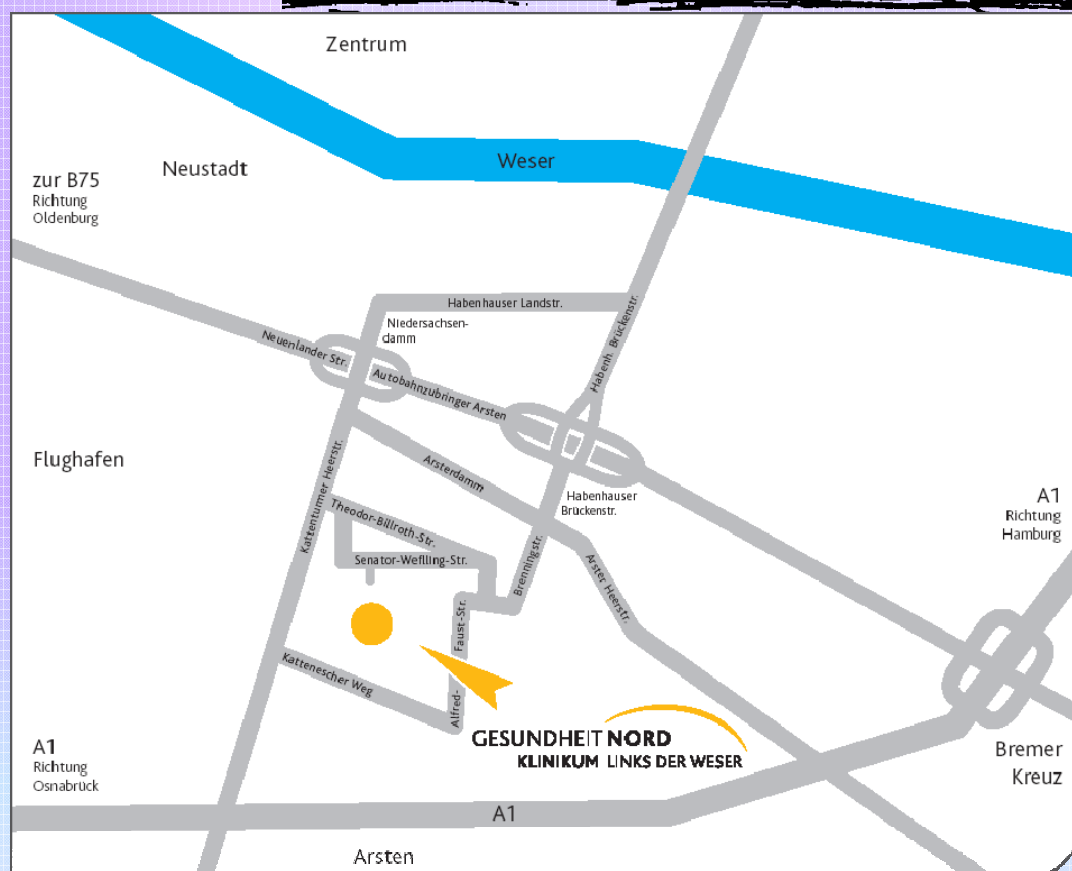 Zentrum
Weser
Neustadt
zur B75
Richtung
Oldenburg
Habenhauser Landstr.
Niedersachsen-
damm
Habenh. Brückenstr.
Neuenlander Str.
Autobahnzubringer Arsten
Flughafen
Kattenturmer Heerstr.
Arsterdamm
Habenhauser
Brückenstr.
A1
Richtung
Hamburg
Theodor-Billroth-Str.
Senator-Weßling-Str.
Brenningstr.
Arster Heerstr.
Alfred-
Faust-Str.
Kattenescher Weg
GESUNDHEIT NORD
KLINIKUM LINKS DER WESER
A1
Richtung
Osnabrück
Bremer
Kreuz
A1
Arsten